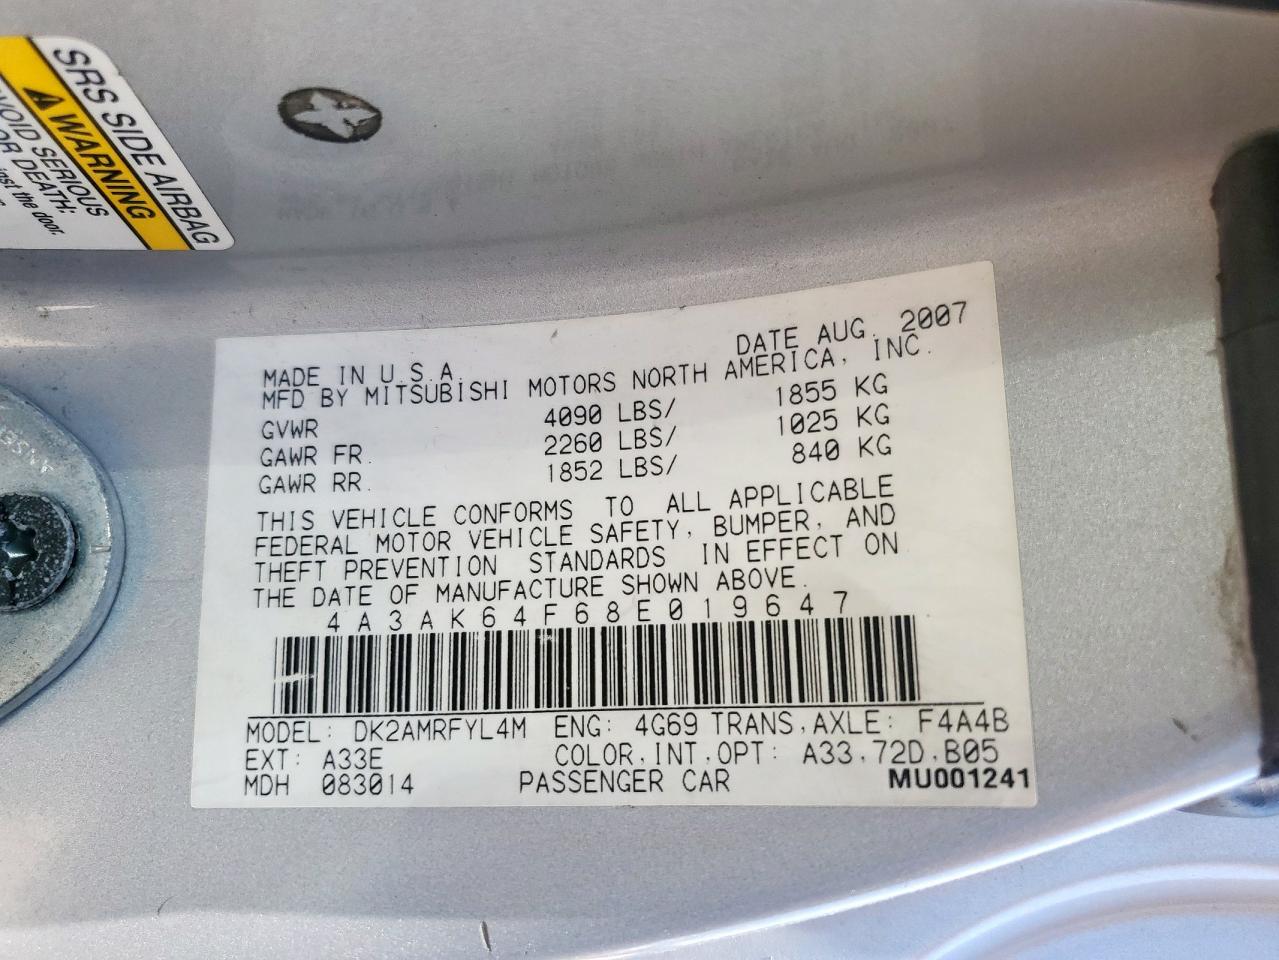 SRS SIDE AIRBAG
WARNING
VOID SERIOUS
OR DEATH:
inst the door.
DATE AUG. 2007
MADE IN U.S.A.
MFD BY MITSUBISHI MOTORS NORTH AMERICA, INC.
GVWR 4090 LBS/ 1855 KG
GAWR FR. 2260 LBS/ 1025 KG
GAWR RR. 1852 LBS/ 840 KG
THIS VEHICLE CONFORMS TO ALL APPLICABLE
FEDERAL MOTOR VEHICLE SAFETY, BUMPER, AND
THEFT PREVENTION STANDARDS IN EFFECT ON
THE DATE OF MANUFACTURE SHOWN ABOVE.
4A3AK64F68E019647
MODEL: DK2AMRFYL4M ENG: 4G69 TRANS,AXLE: F4A4B
EXT: A33E COLOR,INT,OPT: A33,72D,B05
MDH 083014 PASSENGER CAR MU001241